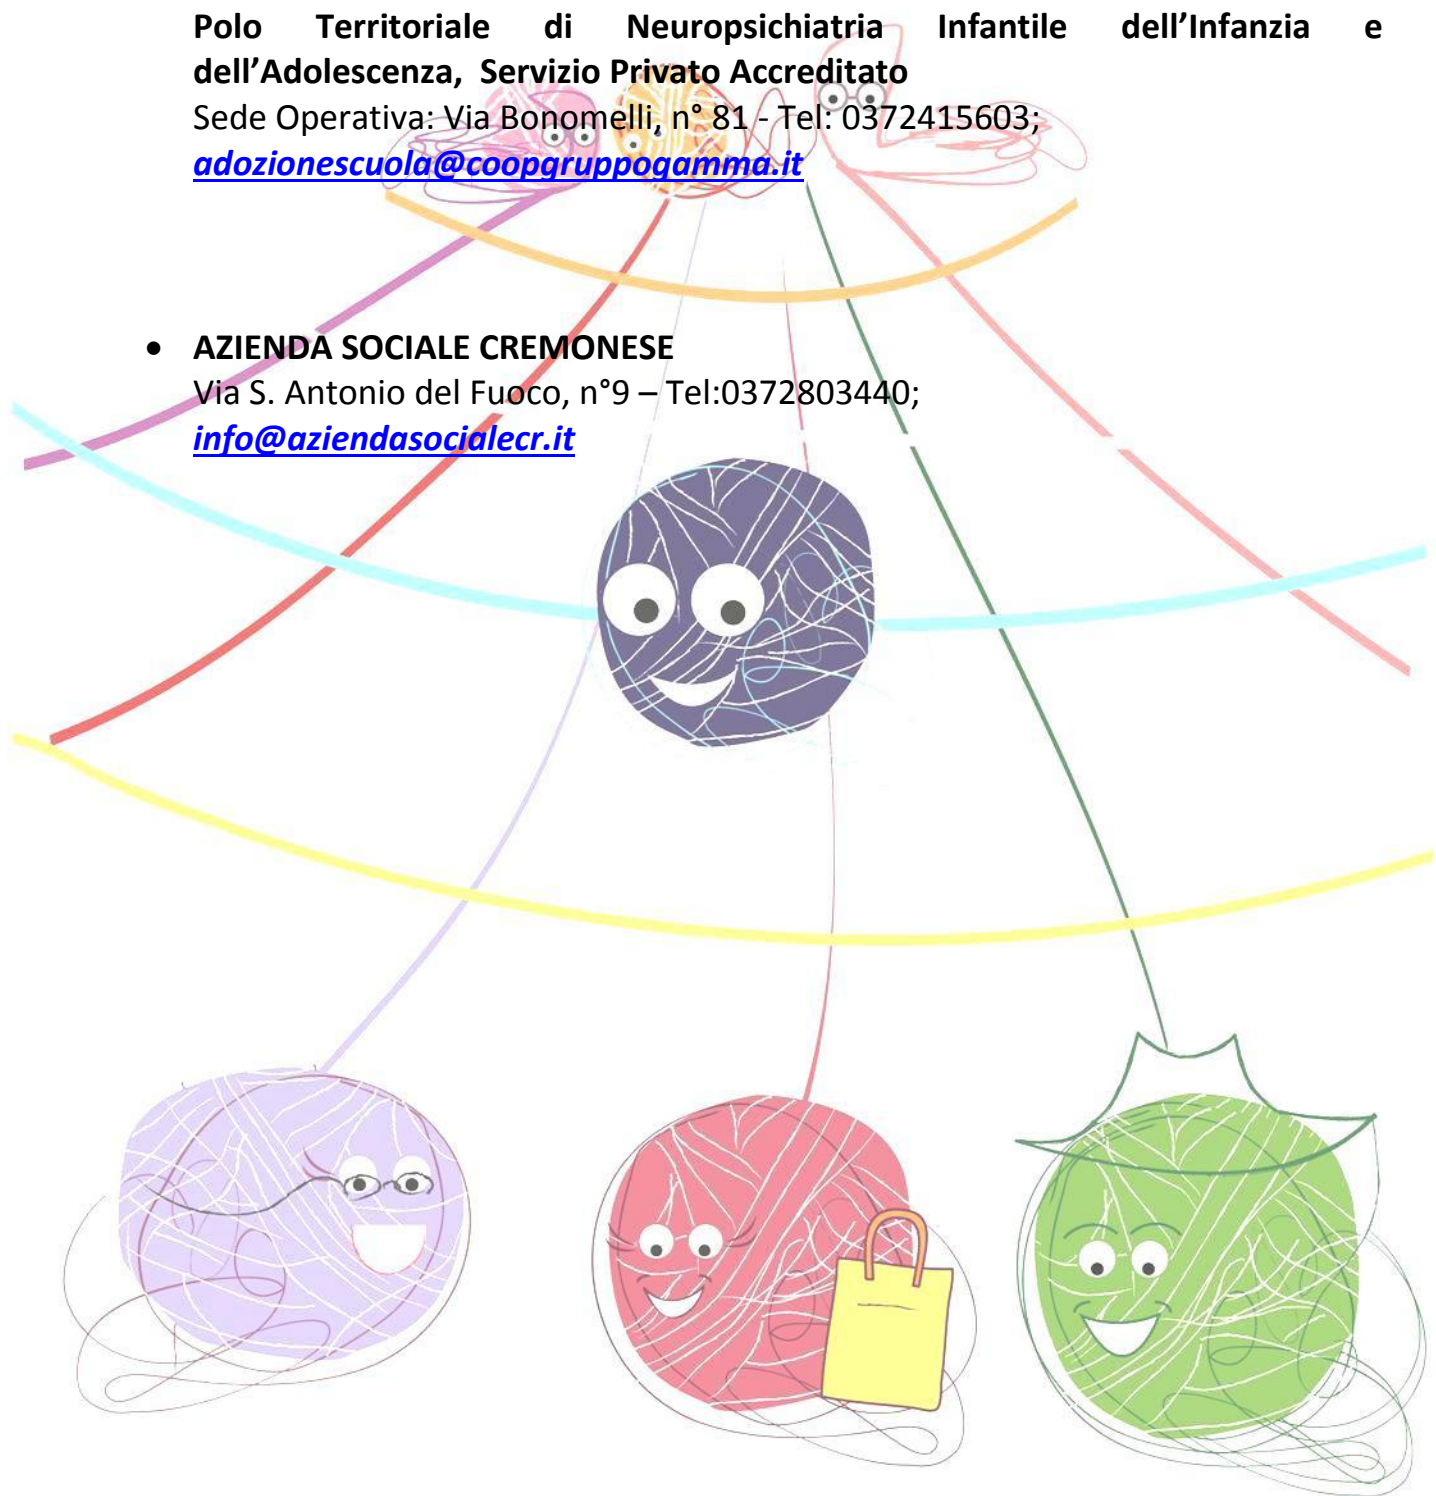 Polo Territoriale di Neuropsichiatria Infantile dell’Infanzia e
dell’Adolescenza, Servizio Privato Accreditato
Sede Operativa: Via Bonomelli, n° 81 - Tel: 0372415603;
adozionescuola@coopgruppogamma.it
• AZIENDA SOCIALE CREMONESE
Via S. Antonio del Fuoco, n°9 – Tel:0372803440;
info@aziendasocialecr.it